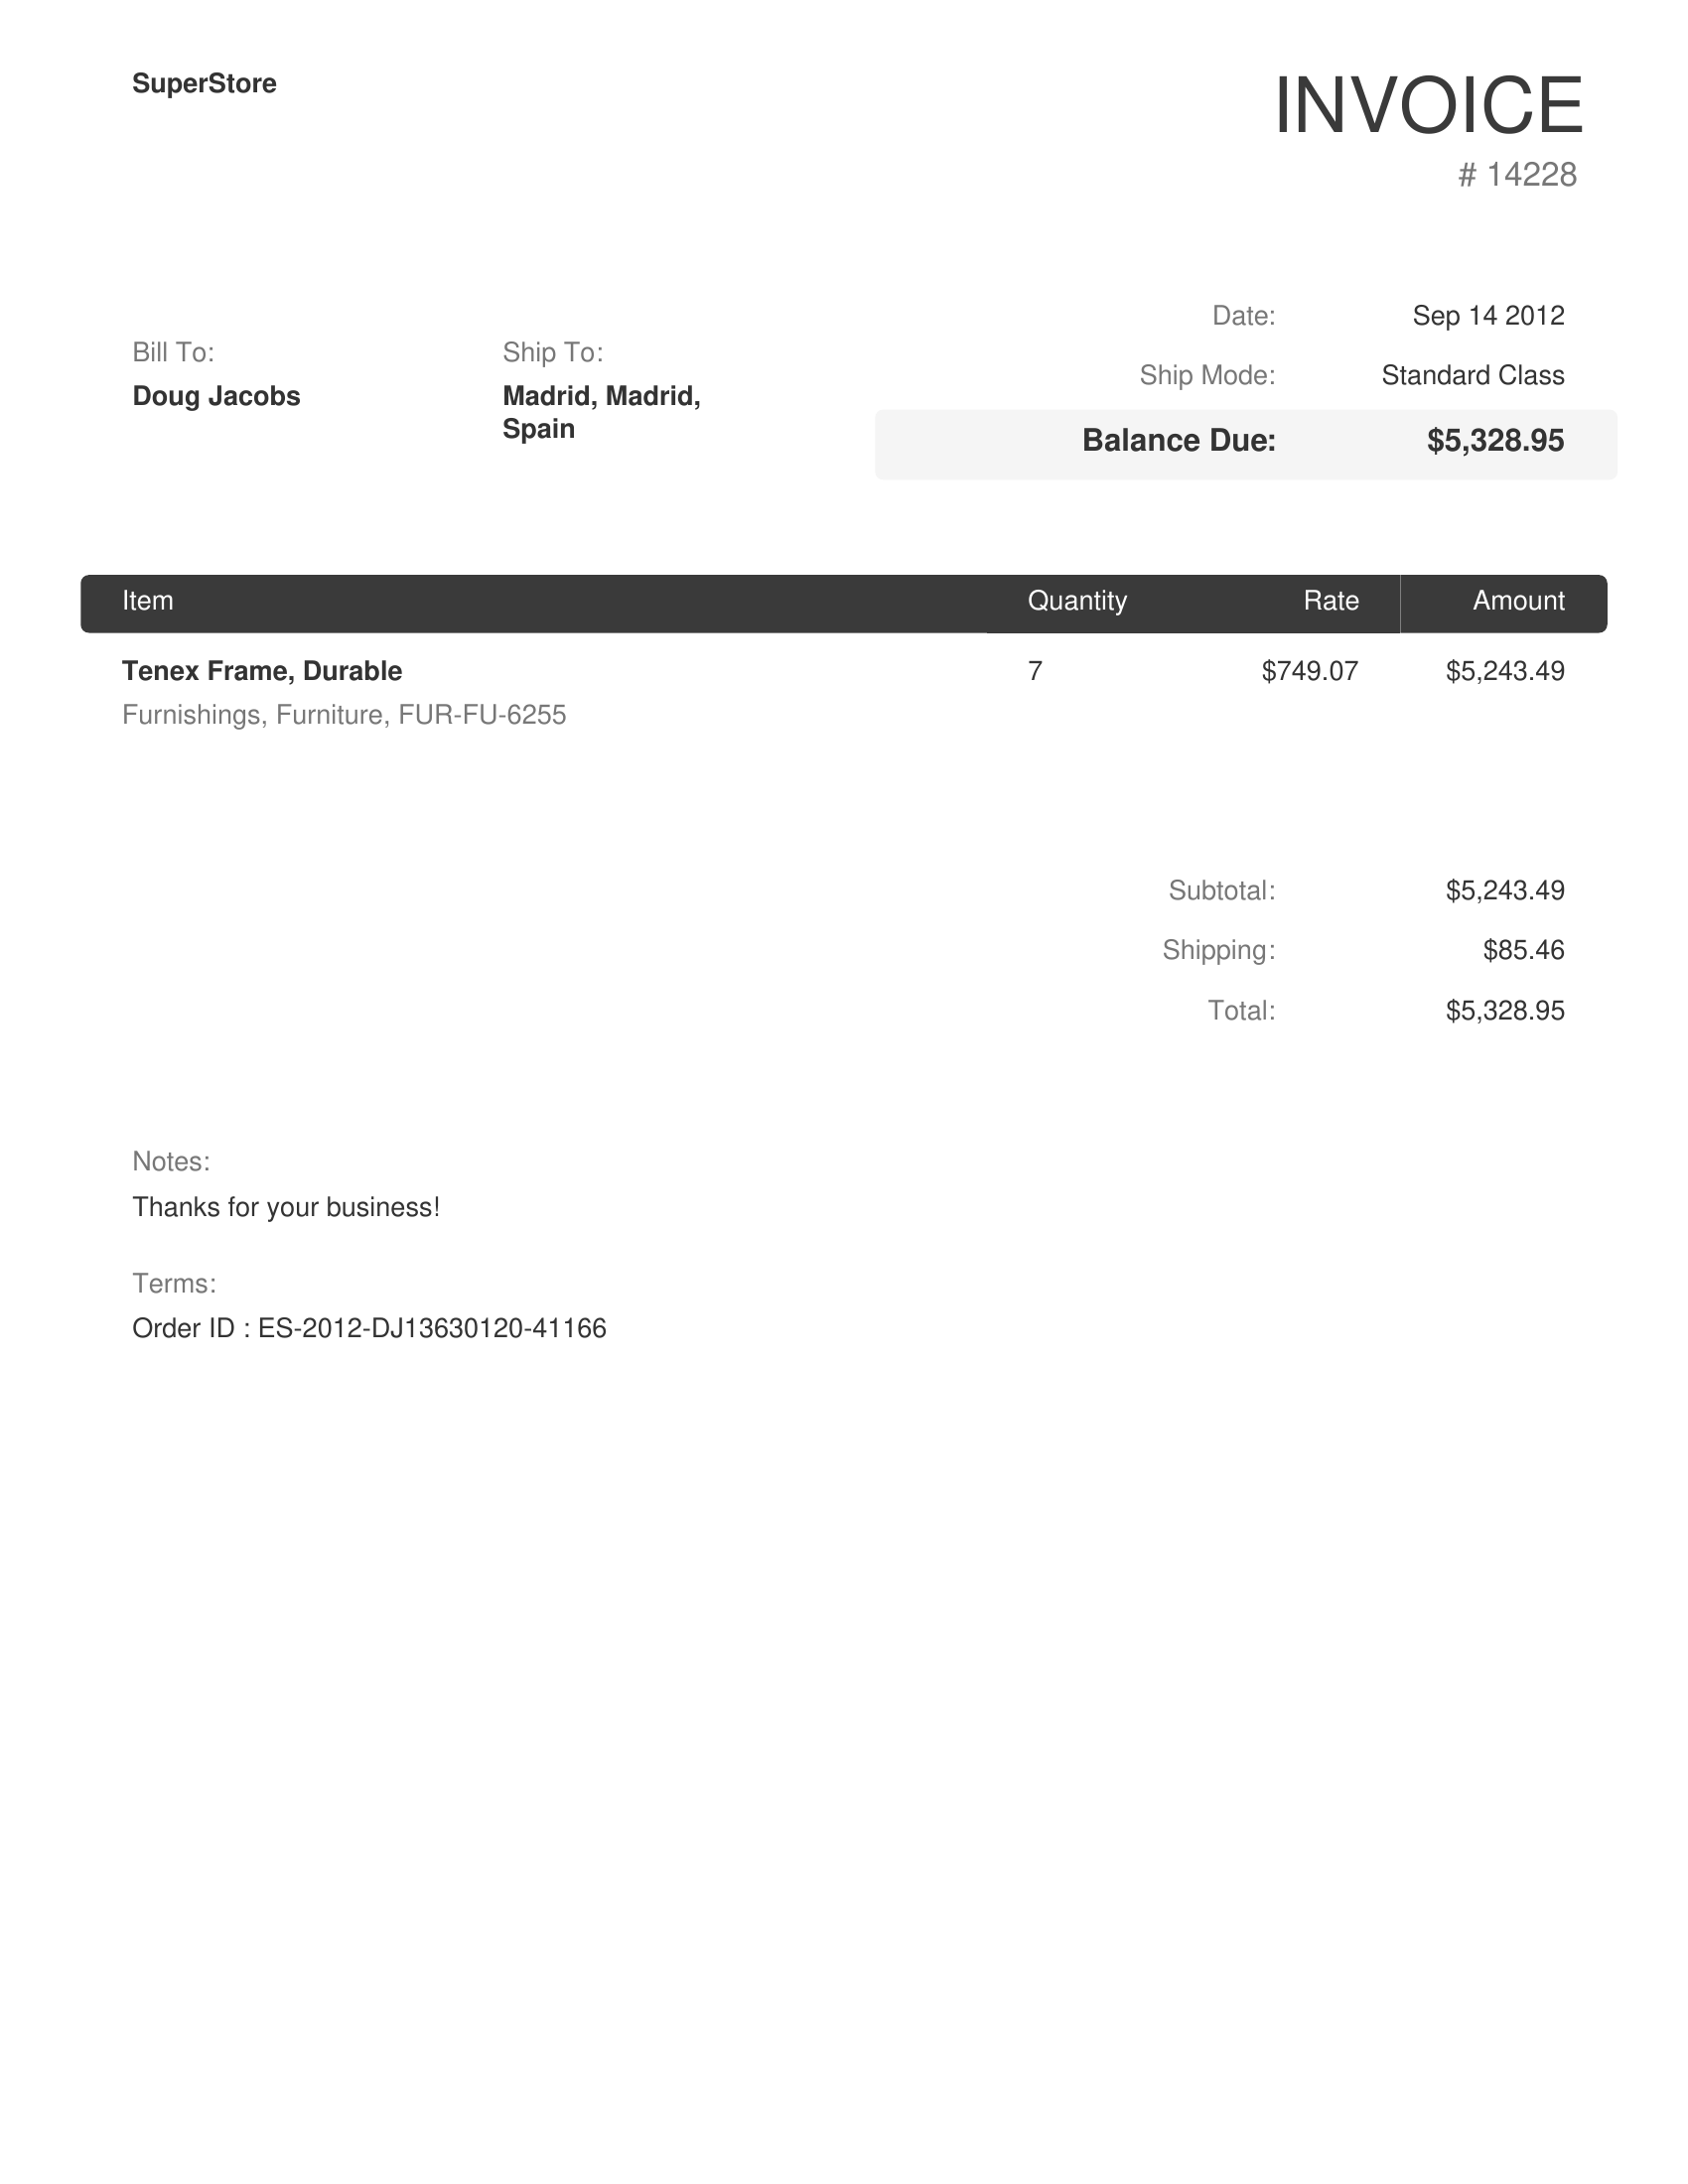 SuperStore
INVOICE
# 14228
Date: Sep 14 2012
Ship Mode: Standard Class
Balance Due: $5,328.95
Bill To:
Doug Jacobs
Ship To:
Madrid, Madrid,
Spain
Item Quantity Rate Amount
Tenex Frame, Durable 7 $749.07 $5,243.49
Furnishings, Furniture, FUR-FU-6255
Subtotal: $5,243.49
Shipping: $85.46
Total: $5,328.95
Notes:
Thanks for your business!
Terms:
Order ID : ES-2012-DJ13630120-41166